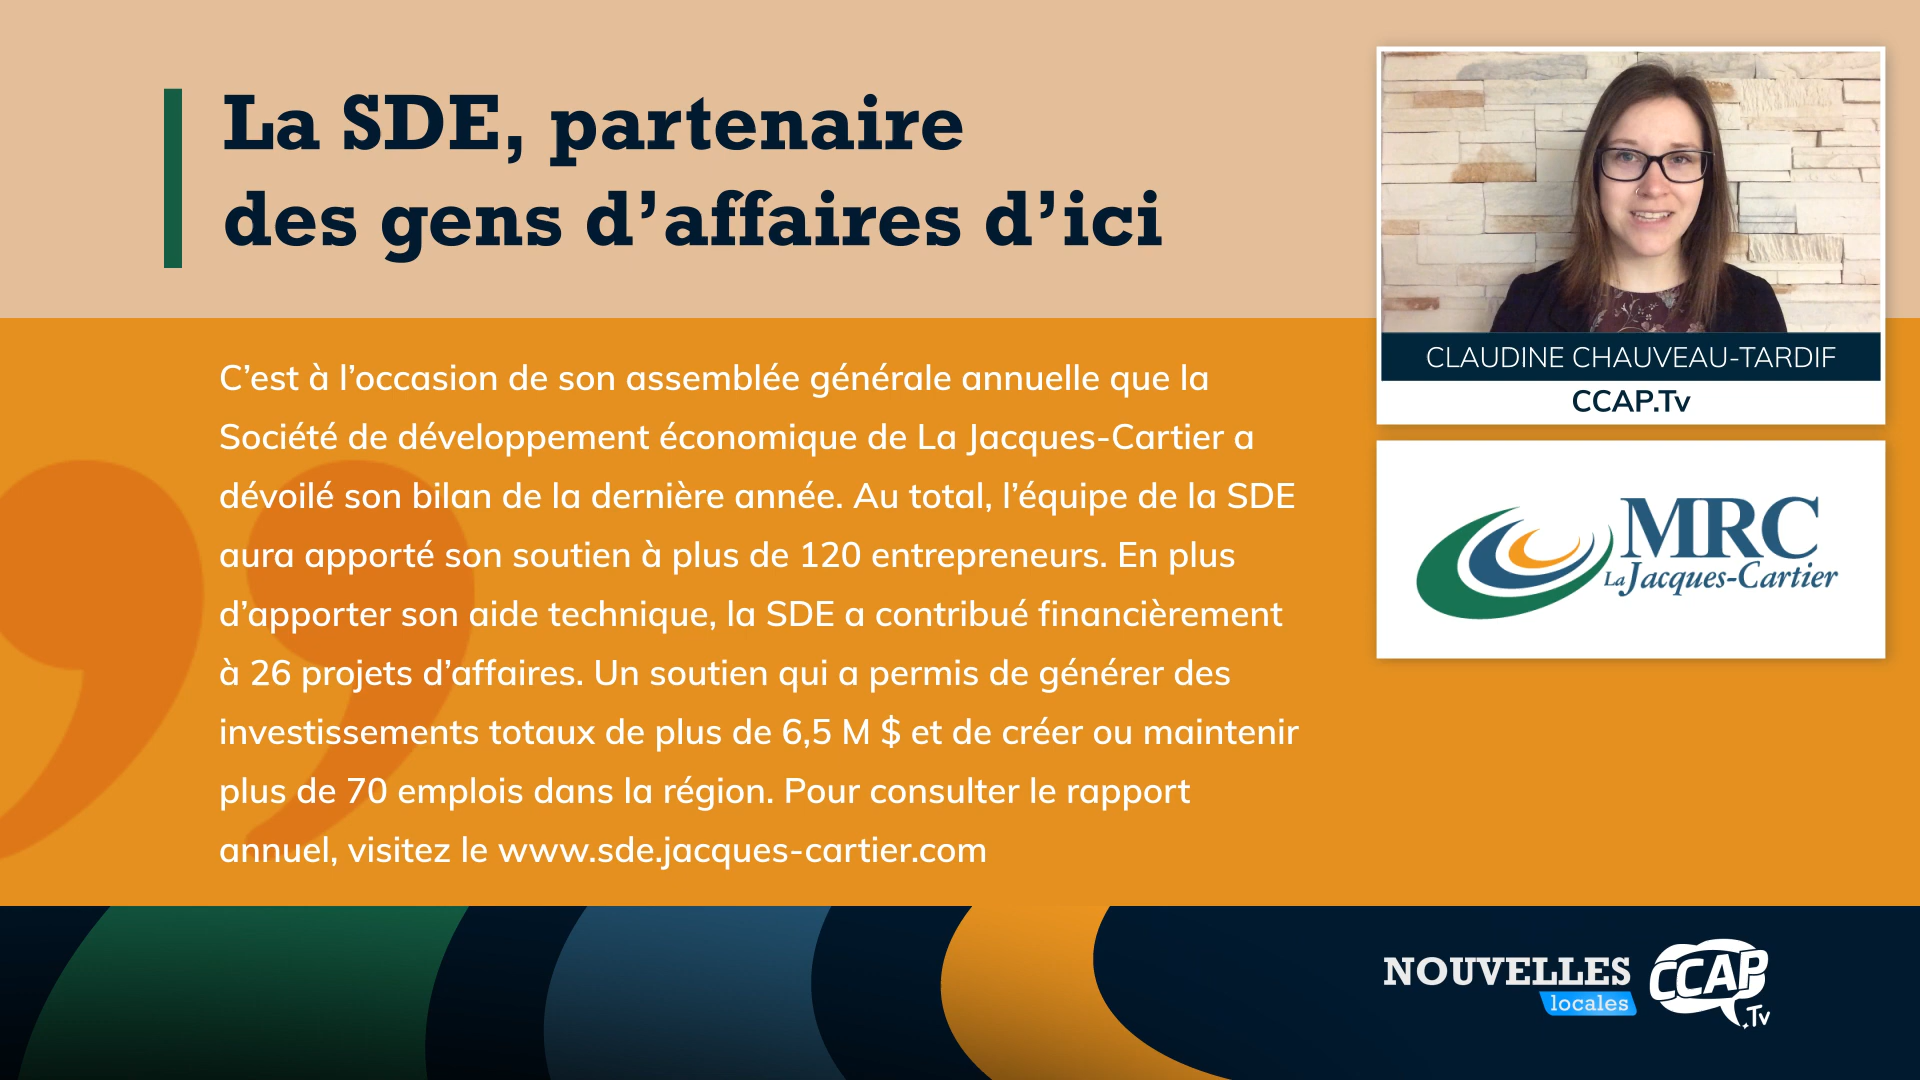 La SDE, partenaire
des gens d’affaires d’ici
C’est à l’occasion de son assemblée générale annuelle que la
Société de développement économique de La Jacques-Cartier a
dévoilé son bilan de la dernière année. Au total, l’équipe de la SDE
aura apporté son soutien à plus de 120 entrepreneurs. En plus
d’apporter son aide technique, la SDE a contribué financièrement
à 26 projets d’affaires. Un soutien qui a permis de générer des
investissements totaux de plus de 6,5 M $ et de créer ou maintenir
plus de 70 emplois dans la région. Pour consulter le rapport
annuel, visitez le www.sde.jacques-cartier.com
CLAUDINE CHAUVEAU-TARDIF
CCAP.Tv
MRC
La Jacques-Cartier
NOUVELLES
locales
CCAP
.Tv